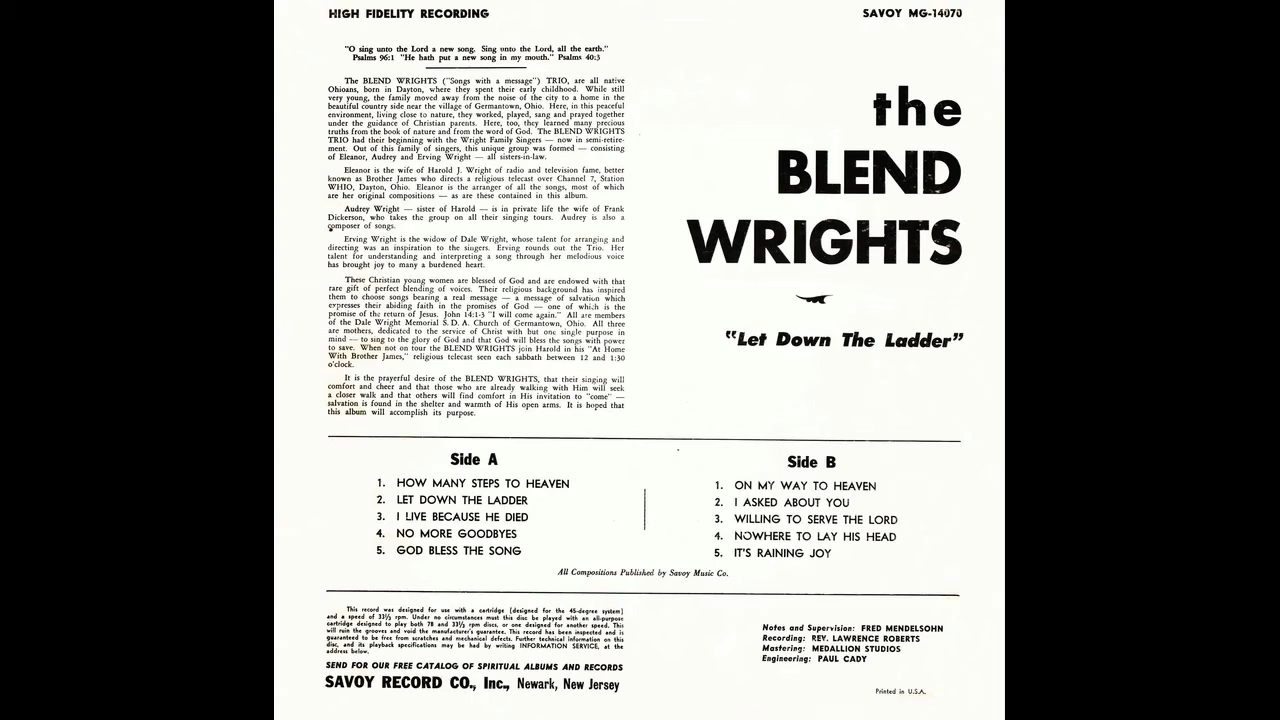 HIGH FIDELITY RECORDING
SAVOY MG-14070
"O sing unto the Lord a new song. Sing unto the Lord, all the earth."
Psalms 96:1 "He hath put a new song in my mouth." Psalms 40:3
The BLEND WRIGHTS ("Songs with a message") TRIO, are all native
Ohioans, born in Dayton, where they spent their early childhood. While still
very young, the family moved away from the noise of the city to a home in the
beautiful country side near the village of Germantown, Ohio. Here, in this peaceful
environment, living close to nature, they worked, played, sang and prayed together
under the guidance of Christian parents. Here, too, they learned many precious
truths from the book of nature and from the word of God. The BLEND WRIGHTS
TRIO had their beginning with the Wright Family Singers — now in semi-retire-
ment. Out of this family of singers, this unique group was formed — consisting
of Eleanor, Audrey and Erving Wright — all sisters-in-law.
Eleanor is the wife of Harold J. Wright of radio and television fame, better
known as Brother James who directs a religious telecast over Channel 7, Station
WHIO, Dayton, Ohio. Eleanor is the arranger of all the songs, most of which
are her original compositions — as are these contained in this album.
Audrey Wright — sister of Harold — is in private life the wife of Frank
Dickerson, who takes the group on all their singing tours. Audrey is also a
composer of songs.
Erving Wright is the widow of Dale Wright, whose talent for arranging and
directing was an inspiration to the singers. Erving rounds out the Trio. Her
talent for understanding and interpreting a song through her melodious voice
has brought joy to many a burdened heart.
These Christian young women are blessed of God and are endowed with that
rare gift of perfect blending of voices. Their religious background has inspired
them to choose songs bearing a real message — a message of salvation which
expresses their abiding faith in the promises of God — one of which is the
promise of the return of Jesus. John 14:1-3 "I will come again." All are members
of the Dale Wright Memorial S. D. A. Church of Germantown, Ohio. All three
are mothers, dedicated to the service of Christ with but one single purpose in
mind — to sing to the glory of God and that God will bless the songs with power
to save. When not on tour the BLEND WRIGHTS join Harold in his "At Home
With Brother James," religious telecast seen each sabbath between 12 and 1:30
o'clock.
It is the prayerful desire of the BLEND WRIGHTS, that their singing will
comfort and cheer and that those who are already walking with Him will seek
a closer walk and that others will find comfort in His invitation to "come" —
salvation is found in the shelter and warmth of His open arms. It is hoped that
this album will accomplish its purpose.
the
BLEND
WRIGHTS
"Let Down The Ladder"
Side A
1. HOW MANY STEPS TO HEAVEN
2. LET DOWN THE LADDER
3. I LIVE BECAUSE HE DIED
4. NO MORE GOODBYES
5. GOD BLESS THE SONG
Side B
1. ON MY WAY TO HEAVEN
2. I ASKED ABOUT YOU
3. WILLING TO SERVE THE LORD
4. NOWHERE TO LAY HIS HEAD
5. IT'S RAINING JOY
All Compositions Published by Savoy Music Co.
This record was designed for use with a cartridge (designed for the 45-degree system)
and a speed of 33⅓ rpm. Under no circumstances must this disc be played with an all-purpose
cartridge designed to play both 78 and 33⅓ rpm discs, or one designed for another speed. This
will ruin the grooves and void the manufacturer's guarantee. This record has been inspected and is
guaranteed to be free from scratches and mechanical defects. Further technical information on this
disc, and its playback specifications may be had by writing INFORMATION SERVICE, at the
address below.
SEND FOR OUR FREE CATALOG OF SPIRITUAL ALBUMS AND RECORDS
SAVOY RECORD CO., Inc., Newark, New Jersey
Notes and Supervision: FRED MENDELSOHN
Recording: REV. LAWRENCE ROBERTS
Mastering: MEDALLION STUDIOS
Engineering: PAUL CADY
Printed in U.S.A.